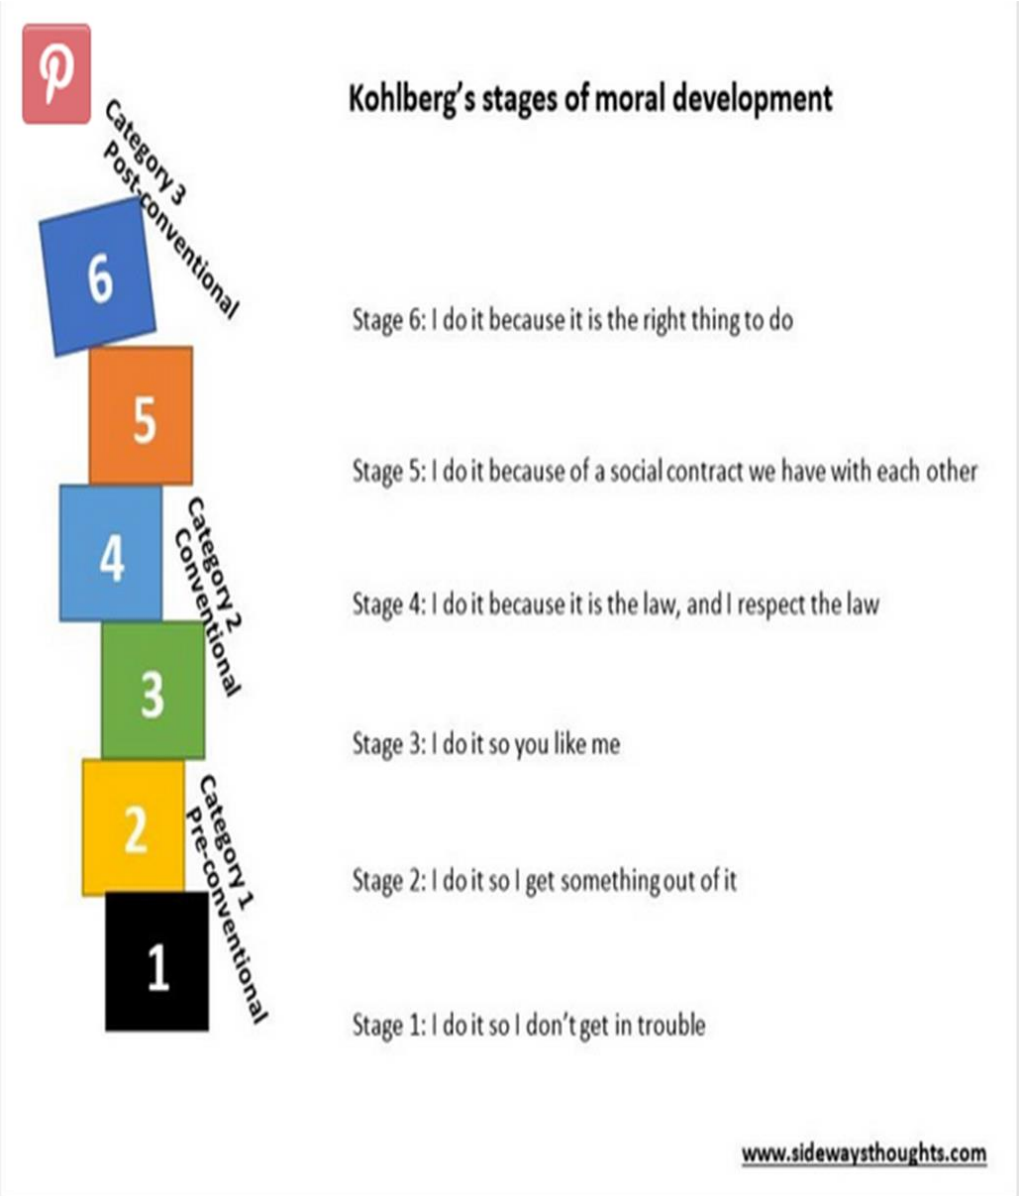 Kohlberg's stages of moral development
Category 3
Post-conventional
6
Stage 6: I do it because it is the right thing to do
5
Stage 5: I do it because of a social contract we have with each other
4
Category 2
Conventional
Stage 4: I do it because it is the law, and I respect the law
3
Stage 3: I do it so you like me
2
Category 1
Pre-conventional
Stage 2: I do it so I get something out of it
1
Stage 1: I do it so I don't get in trouble
www.sidewaysthoughts.com